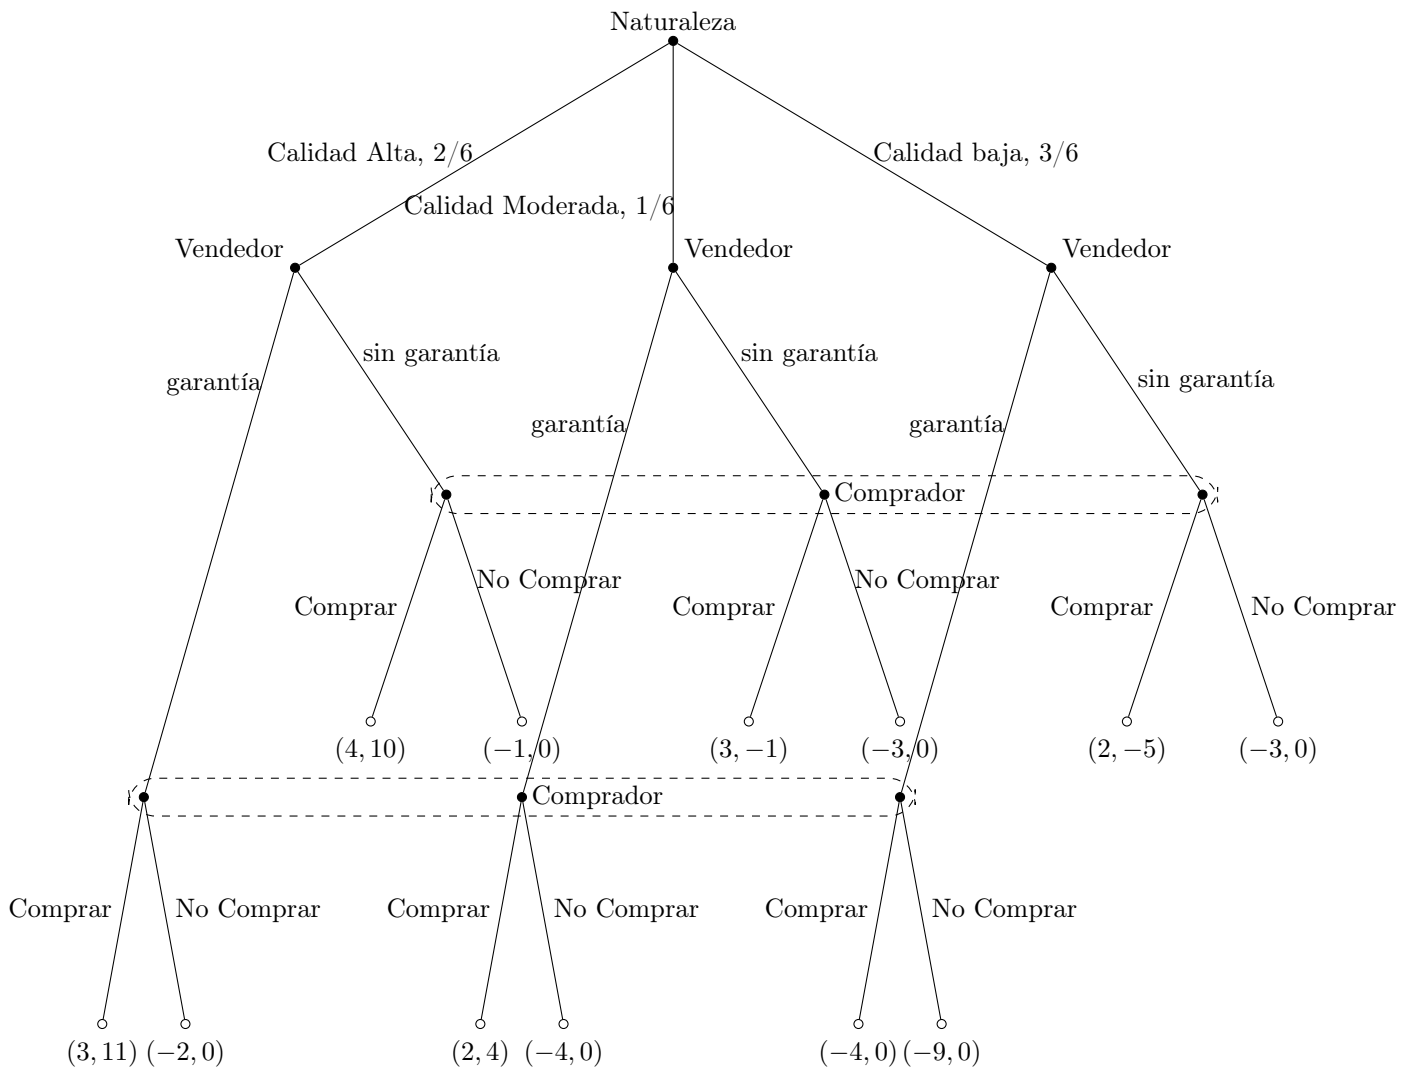 Naturaleza
Calidad Alta, 2/6
Calidad baja, 3/6
Calidad Moderada, 1/6
Vendedor
Vendedor
Vendedor
sin garantía
sin garantía
garantía
sin garantía
garantía
garantía
Comprador
No Comprar
No Comprar
Comprar
Comprar
Comprar
No Comprar
(4, 10)
(−1, 0)
(3, −1)
(−3, 0)
(2, −5)
(−3, 0)
Comprador
Comprar
No Comprar
Comprar
No Comprar
Comprar
No Comprar
(3, 11)
(−2, 0)
(2, 4)
(−4, 0)
(−4, 0)
(−9, 0)